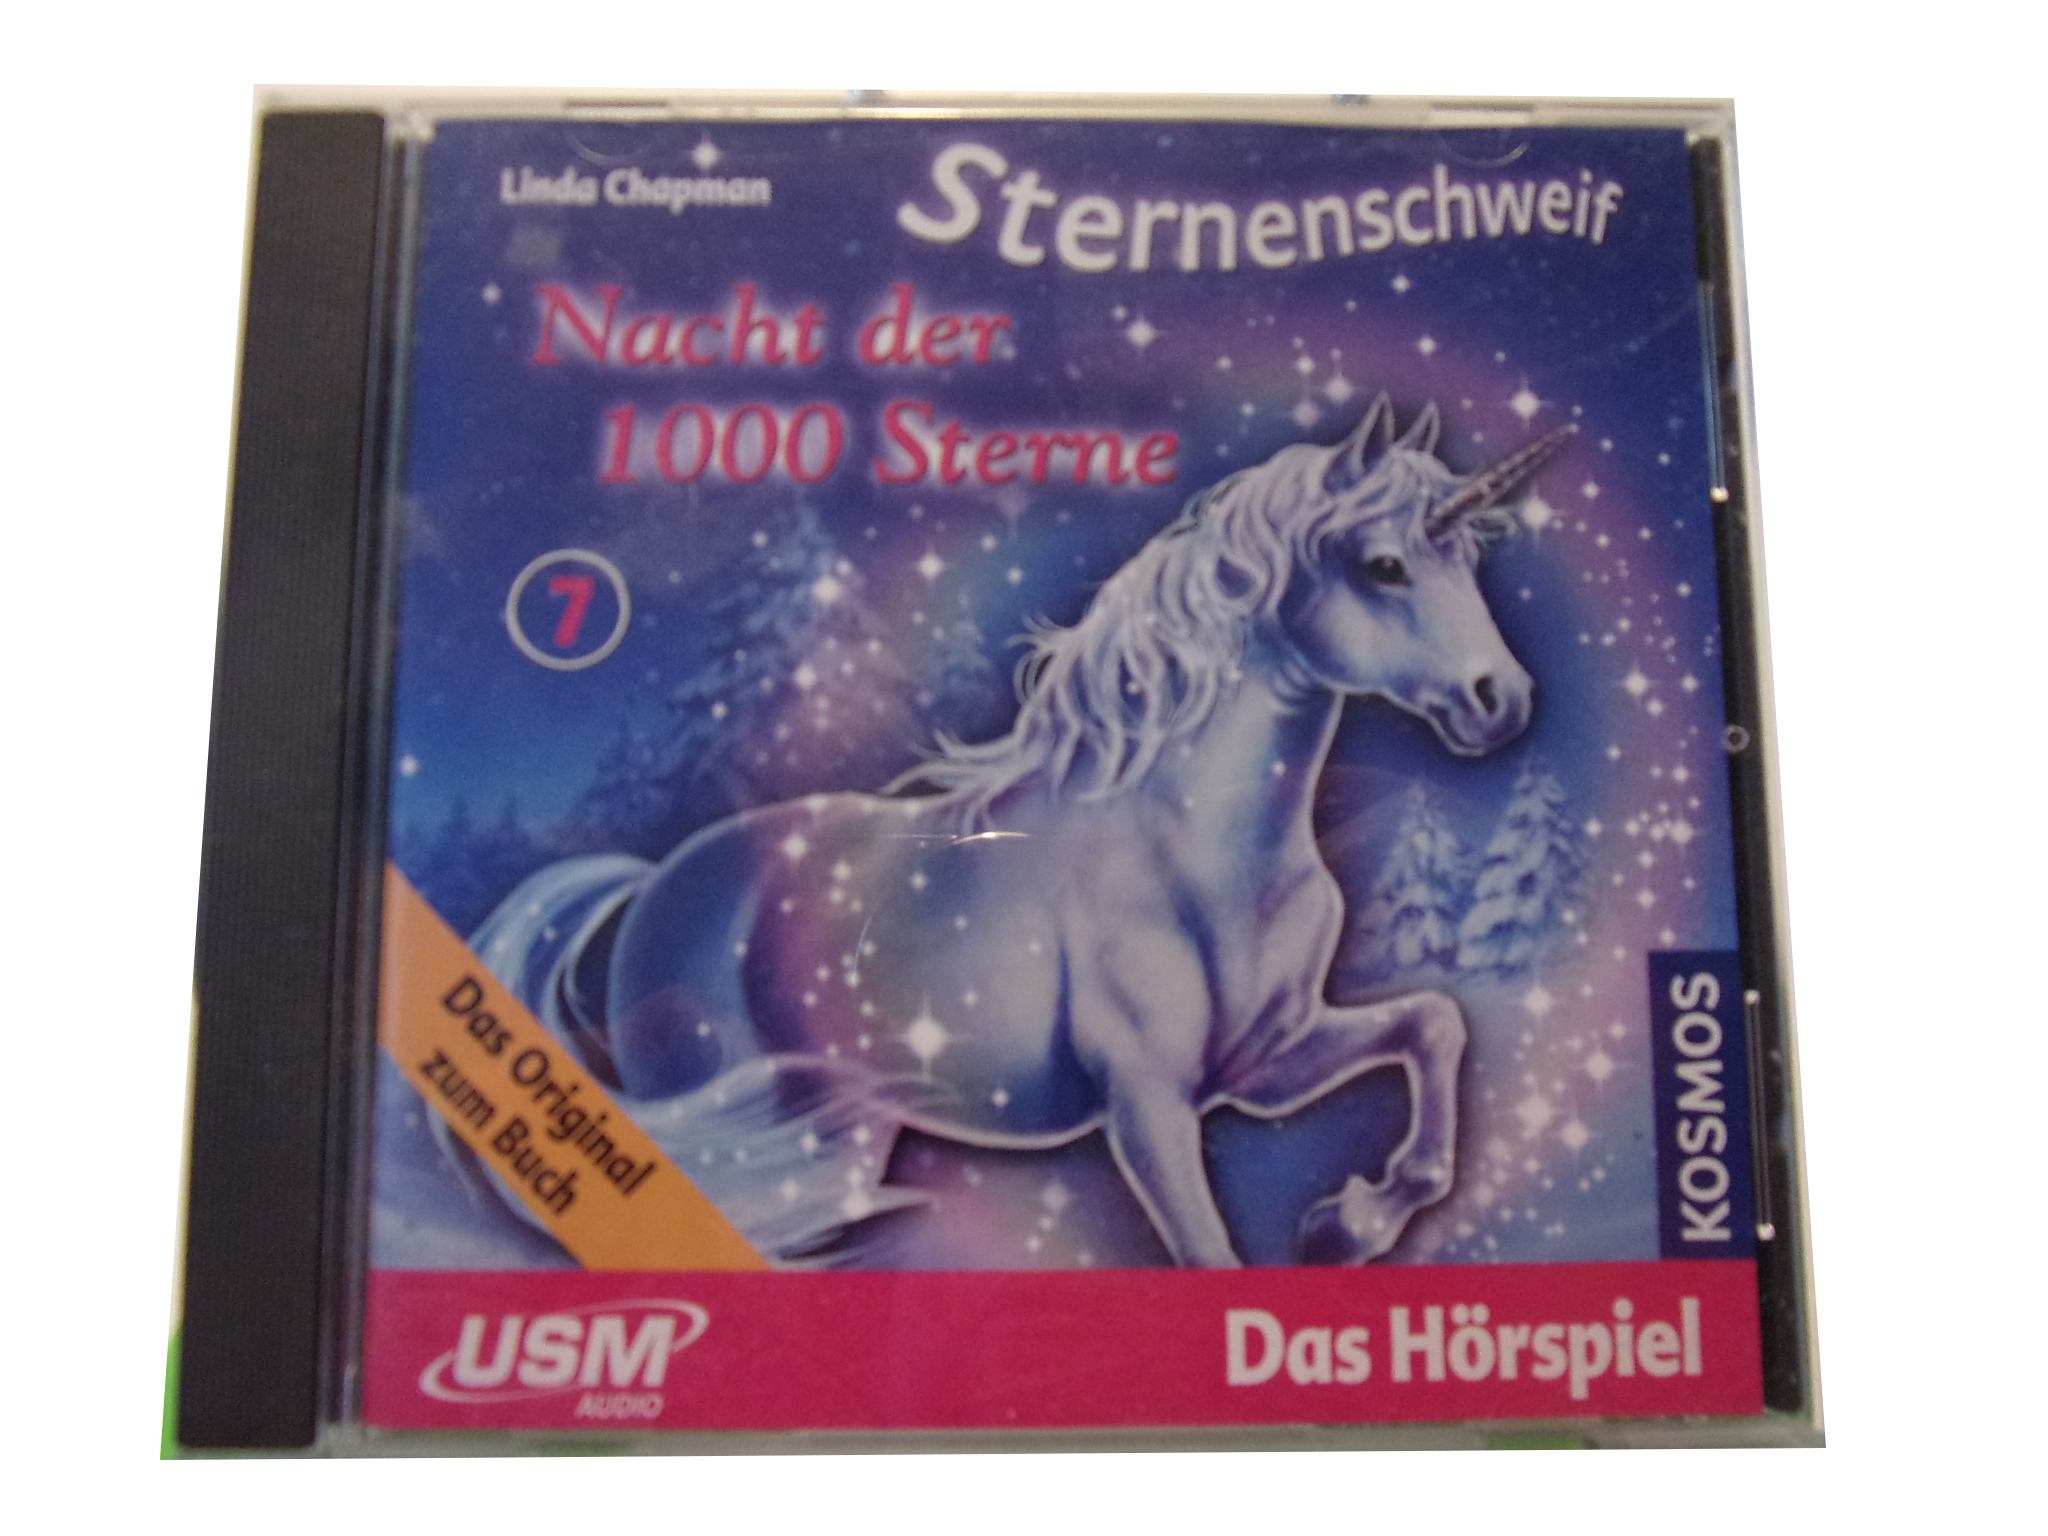 Linda Chapman
Sternenschweif
Nacht der
1000 Sterne
7
Das Original
zum Buch
KOSMOS
USM
AUDIO
Das Hörspiel